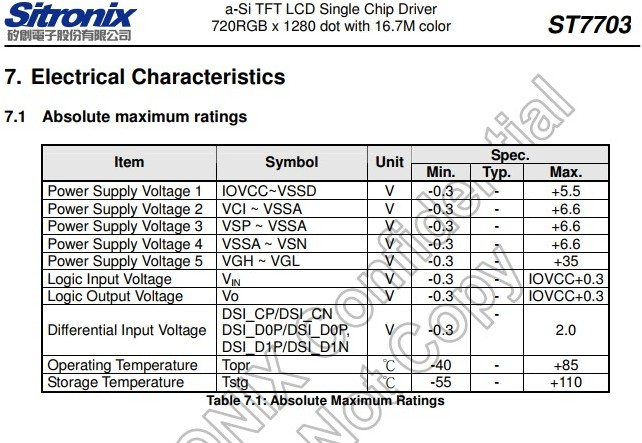 Sitronix
矽創電子股份有限公司
a-Si TFT LCD Single Chip Driver
720RGB x 1280 dot with 16.7M color
ST7703
7. Electrical Characteristics
7.1 Absolute maximum ratings
Item Symbol Unit Spec.
Min. Typ. Max.
Power Supply Voltage 1 IOVCC~VSSD V -0.3 - +5.5
Power Supply Voltage 2 VCI ~ VSSA V -0.3 - +6.6
Power Supply Voltage 3 VSP ~ VSSA V -0.3 - +6.6
Power Supply Voltage 4 VSSA ~ VSN V -0.3 - +6.6
Power Supply Voltage 5 VGH ~ VGL V -0.3 - +35
Logic Input Voltage VIN V -0.3 - IOVCC+0.3
Logic Output Voltage Vo V -0.3 - IOVCC+0.3
Differential Input Voltage DSI_CP/DSI_CN V -0.3 - 2.0
DSI_D0P/DSI_D0P,
DSI_D1P/DSI_D1N
Operating Temperature Topr ℃ -40 - +85
Storage Temperature Tstg ℃ -55 - +110
Table 7.1: Absolute Maximum Ratings
Confidential
Not Copy